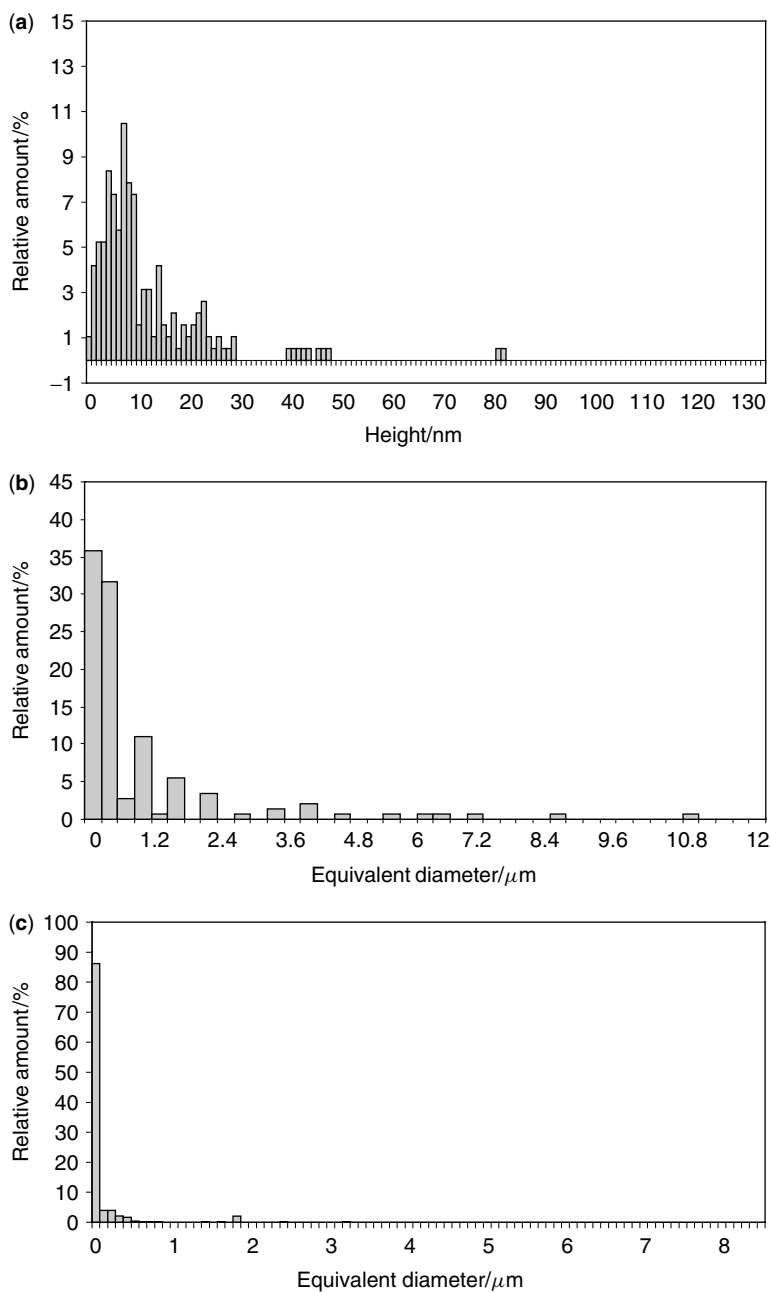 (a)
Relative amount/%
15
13
11
9
7
5
3
1
−1
0 10 20 30 40 50 60 70 80 90 100 110 120 130
Height/nm
(b)
Relative amount/%
45
40
35
30
25
20
15
10
5
0
0 1.2 2.4 3.6 4.8 6 7.2 8.4 9.6 10.8 12
Equivalent diameter/μm
(c)
Relative amount/%
100
90
80
70
60
50
40
30
20
10
0
0 1 2 3 4 5 6 7 8
Equivalent diameter/μm